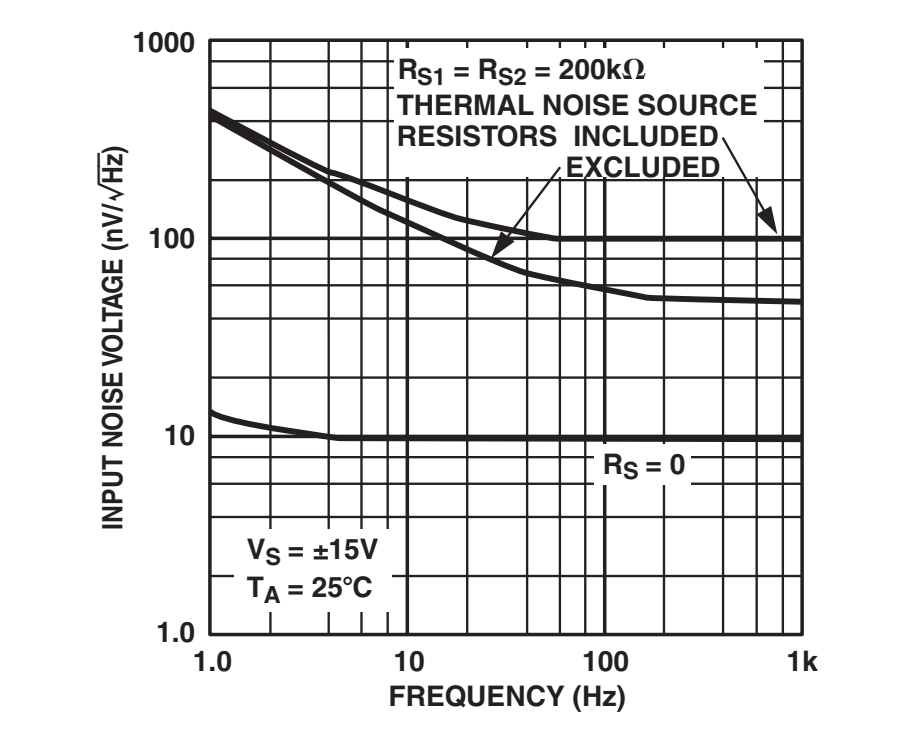 1000
100
10
1.0
INPUT NOISE VOLTAGE (nV/√Hz)
RS1 = RS2 = 200kΩ
THERMAL NOISE SOURCE
RESISTORS INCLUDED
EXCLUDED
RS = 0
VS = ±15V
TA = 25°C
1.0 10 100 1k
FREQUENCY (Hz)